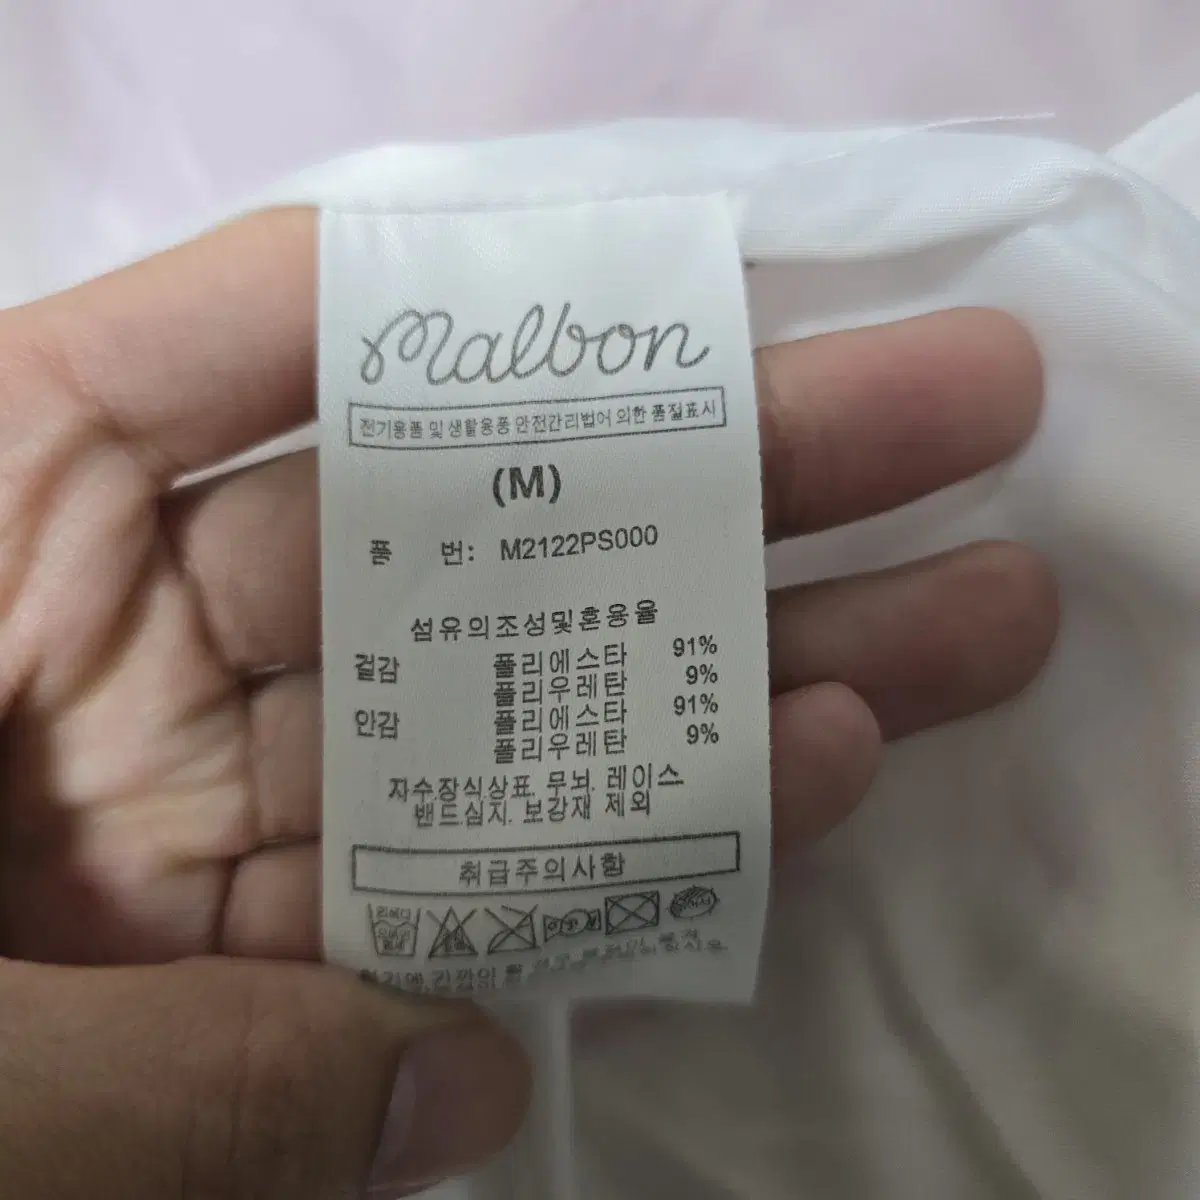 malbon
전기용품 및 생활용품 안전간리법어 의한 품질표시
(M)
품 번: M2122PS000
섬유의조성및혼용율
겉감 폴리에스타 91%
폴리우레탄 9%
안감 폴리에스타 91%
폴리우레탄 9%
자수.장식상표. 무늬. 레이스
밴드.심지. 보강재 제외
취급주의사항